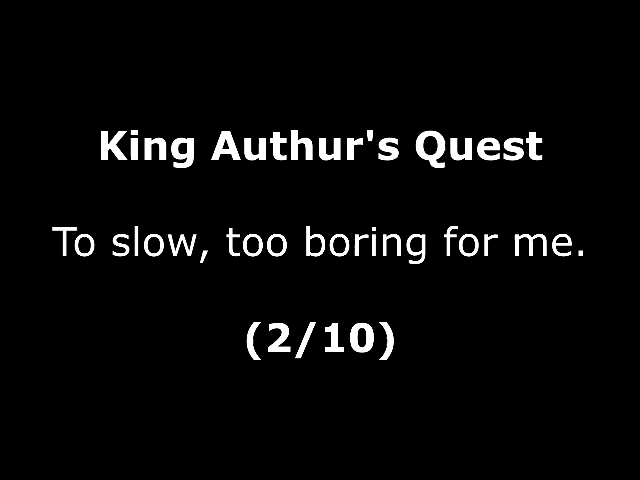 King Authur's Quest
To slow, too boring for me.
(2/10)